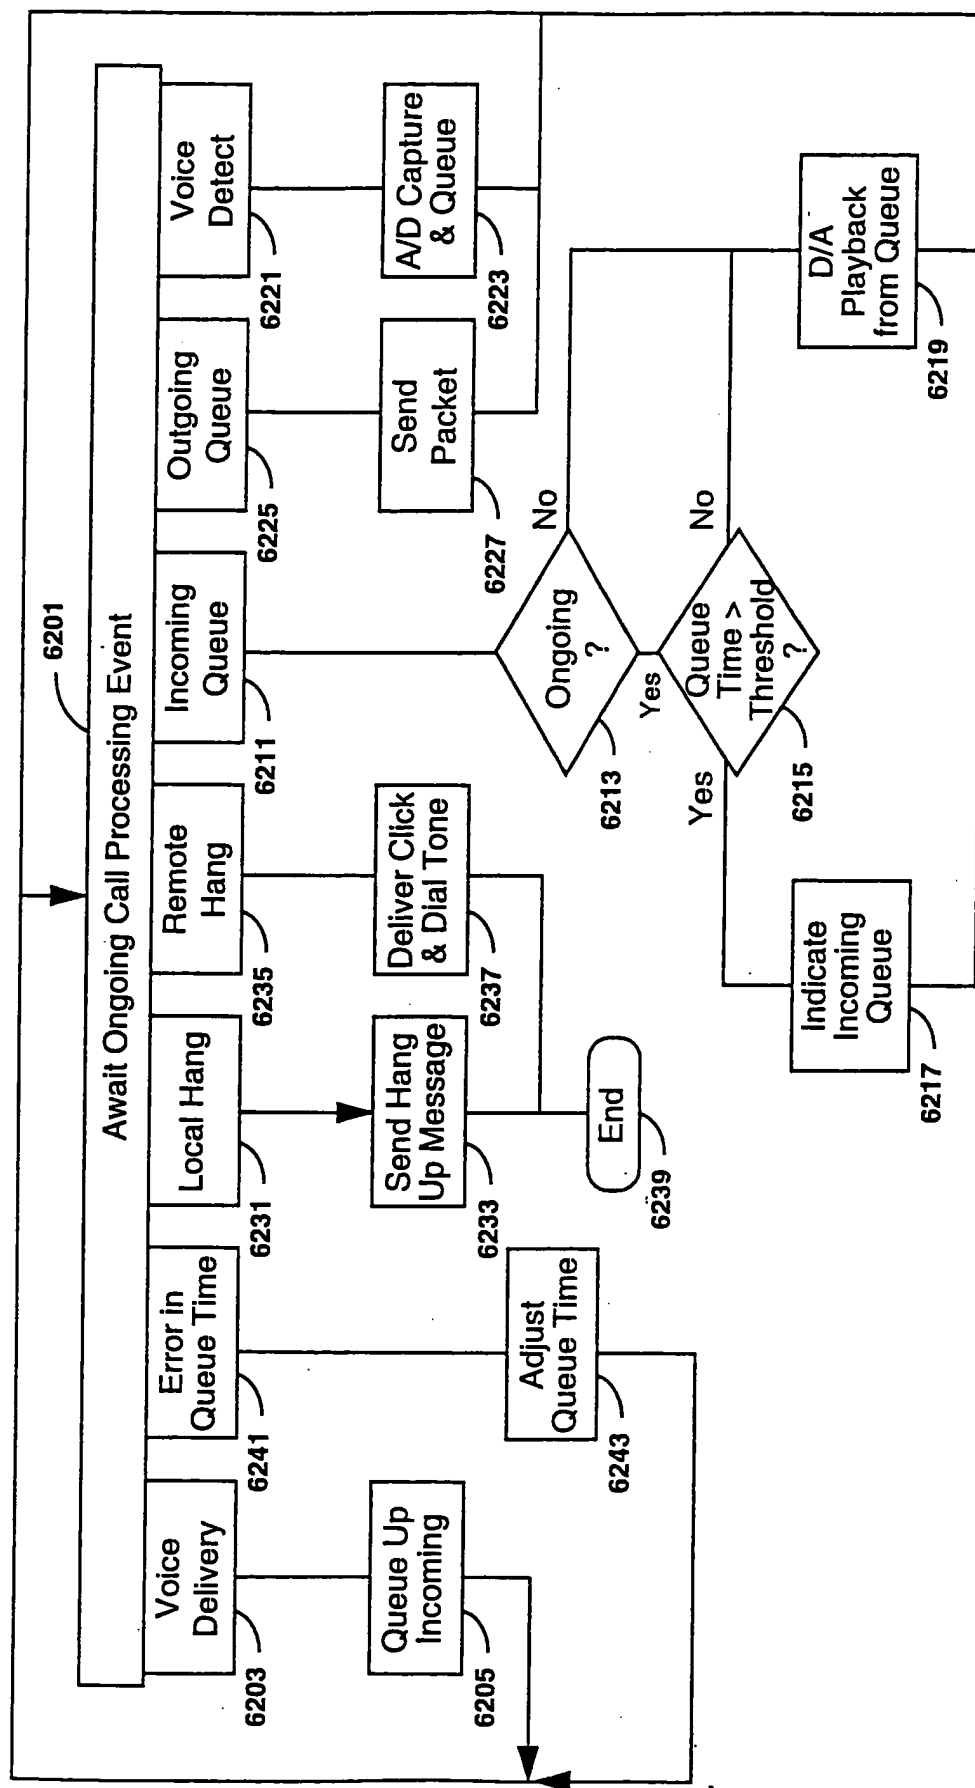 6201
Await Ongoing Call Processing Event
Voice
Delivery
6203
Error in
Queue Time
6241
Local Hang
6231
Remote
Hang
6235
Incoming
Queue
6211
Outgoing
Queue
6225
Voice
Detect
6221
Queue Up
Incoming
6205
Send Hang
Up Message
6233
Deliver Click
& Dial Tone
6237
Send
Packet
6227
A/D Capture
& Queue
6223
Adjust
Queue Time
6243
End
6239
Ongoing
?
6213
No
Yes
Queue
Time >
Threshold
?
6215
Yes
No
Indicate
Incoming
Queue
6217
D/A
Playback
from Queue
6219